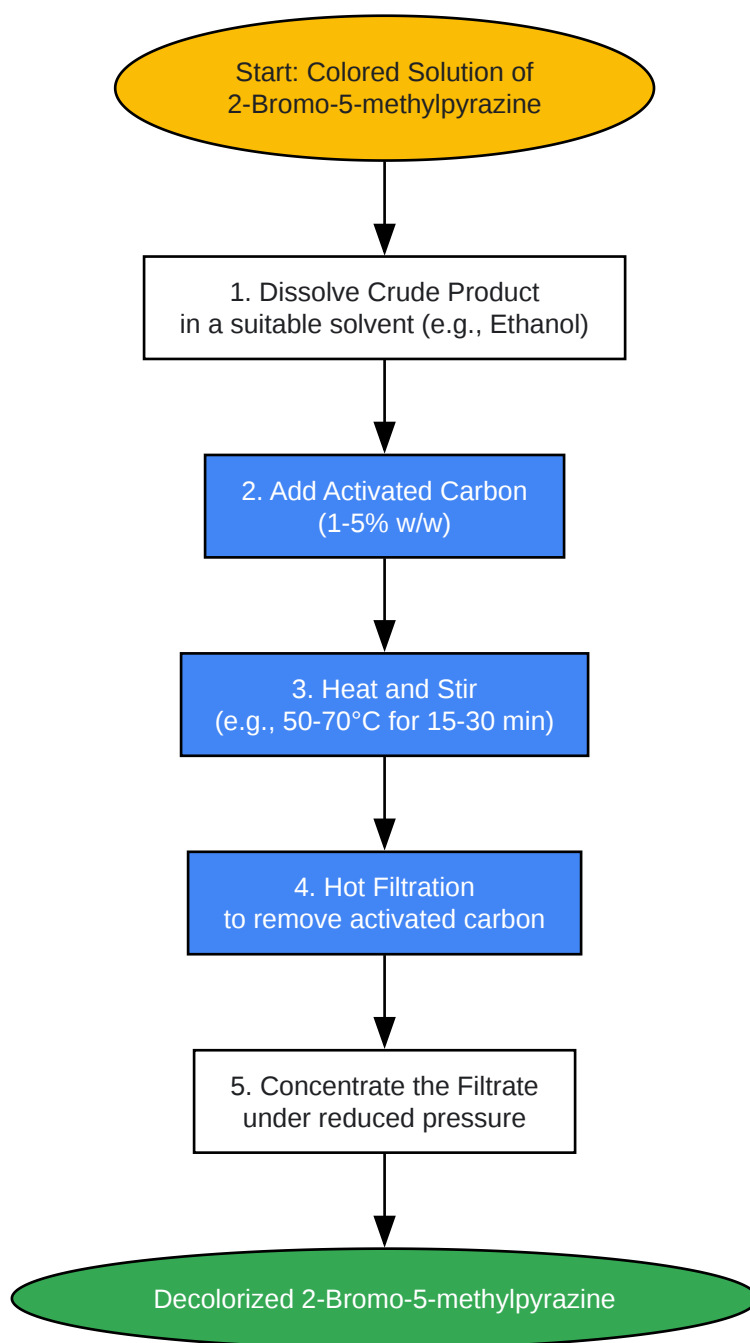 Start: Colored Solution of
2-Bromo-5-methylpyrazine
1. Dissolve Crude Product
in a suitable solvent (e.g., Ethanol)
2. Add Activated Carbon
(1-5% w/w)
3. Heat and Stir
(e.g., 50-70°C for 15-30 min)
4. Hot Filtration
to remove activated carbon
5. Concentrate the Filtrate
under reduced pressure
Decolorized 2-Bromo-5-methylpyrazine